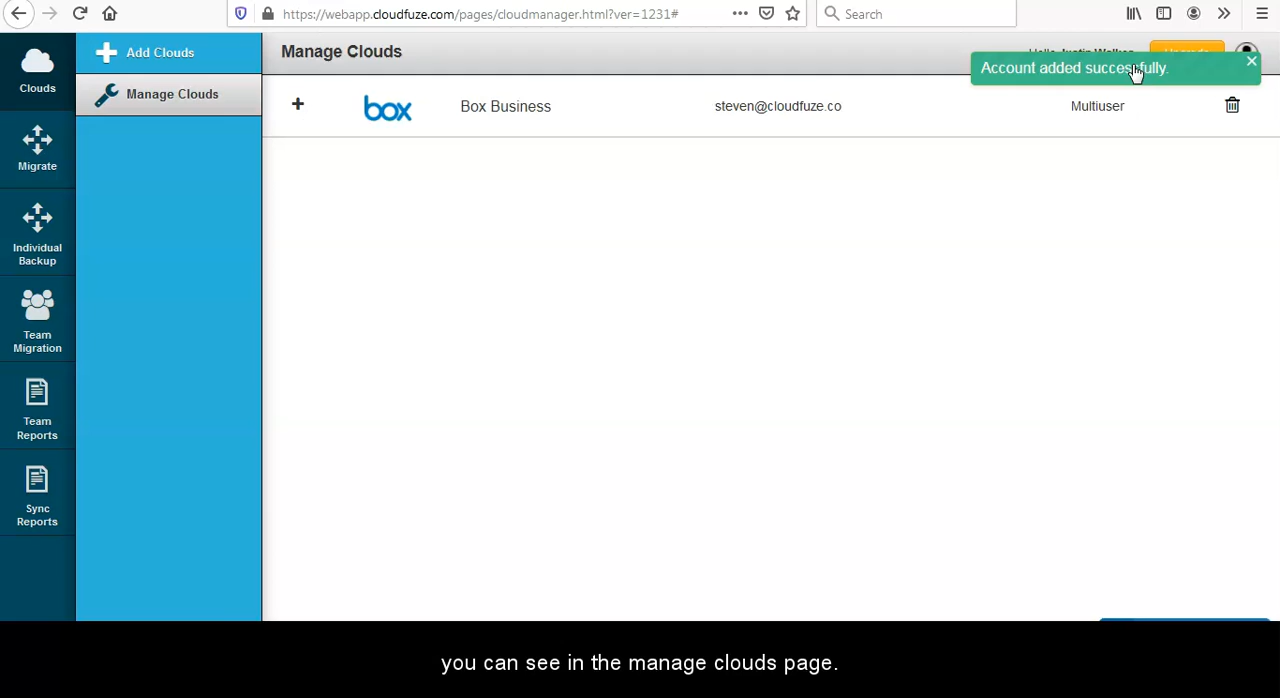 https://webapp.cloudfuze.com/pages/cloudmanager.html?ver=1231#
Search
Clouds
Migrate
Individual
Backup
Team
Migration
Team
Reports
Sync
Reports
Add Clouds
Manage Clouds
Manage Clouds
Account added successfully.
box
Box Business
steven@cloudfuze.co
Multiuser
you can see in the manage clouds page.